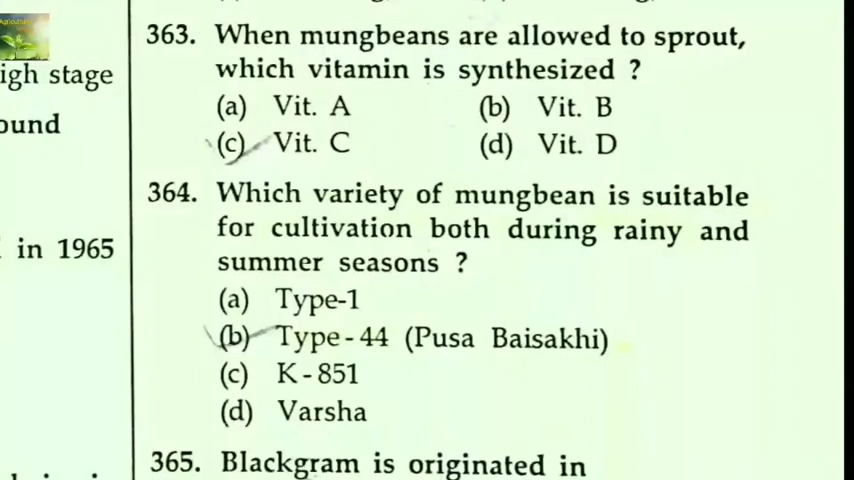 Agriculture
igh stage
ound
in 1965
363. When mungbeans are allowed to sprout,
which vitamin is synthesized ?
(a) Vit. A (b) Vit. B
(c) Vit. C (d) Vit. D
364. Which variety of mungbean is suitable
for cultivation both during rainy and
summer seasons ?
(a) Type-1
(b) Type - 44 (Pusa Baisakhi)
(c) K - 851
(d) Varsha
365. Blackgram is originated in